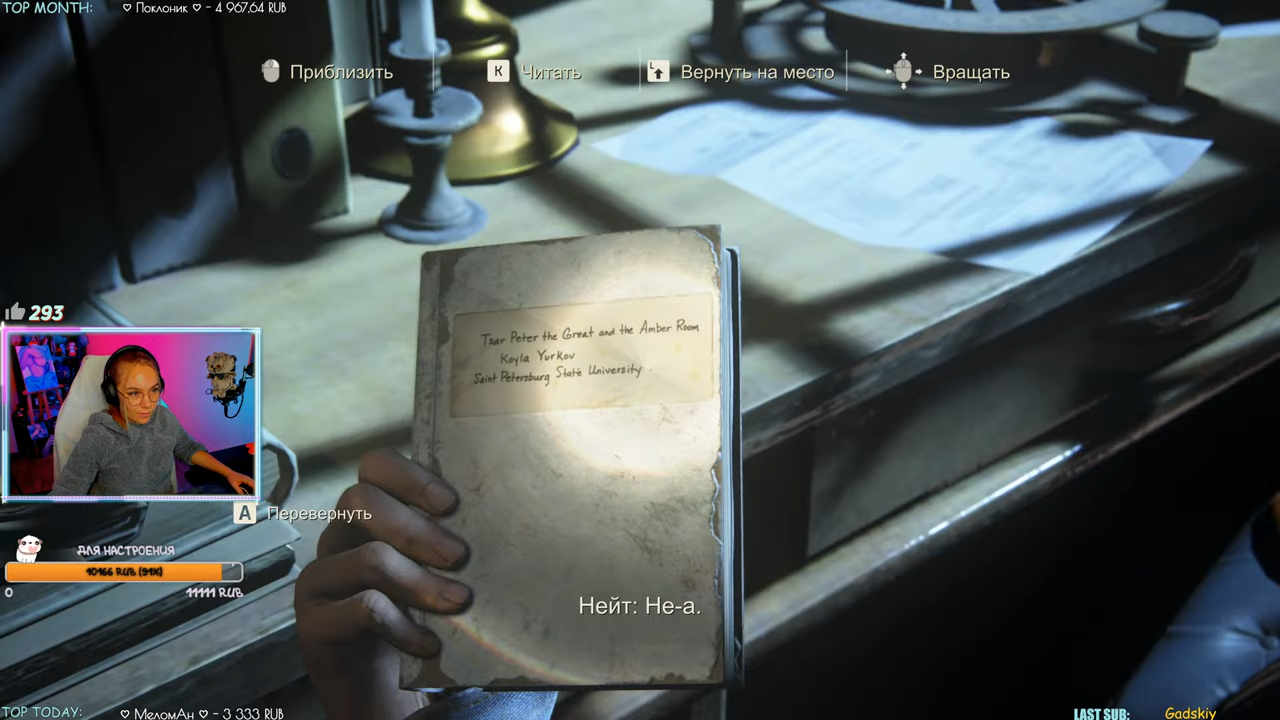 TOP MONTH: ♡ Поклоник ♡ - 4 967,64 RUB
Приблизить
K Читать
L Вернуть на место
Вращать
Tsar Peter the Great and the Amber Room
Koyla Yurkov
Saint Petersburg State University
293
A Перевернуть
ДЛЯ НАСТРОЕНИЯ
10166 RUB (91%)
0 11111 RUB
Нейт: Не-а.
TOP TODAY: ♡ МеломАн ♡ - 3 333 RUB
LAST SUB: Gadskiy